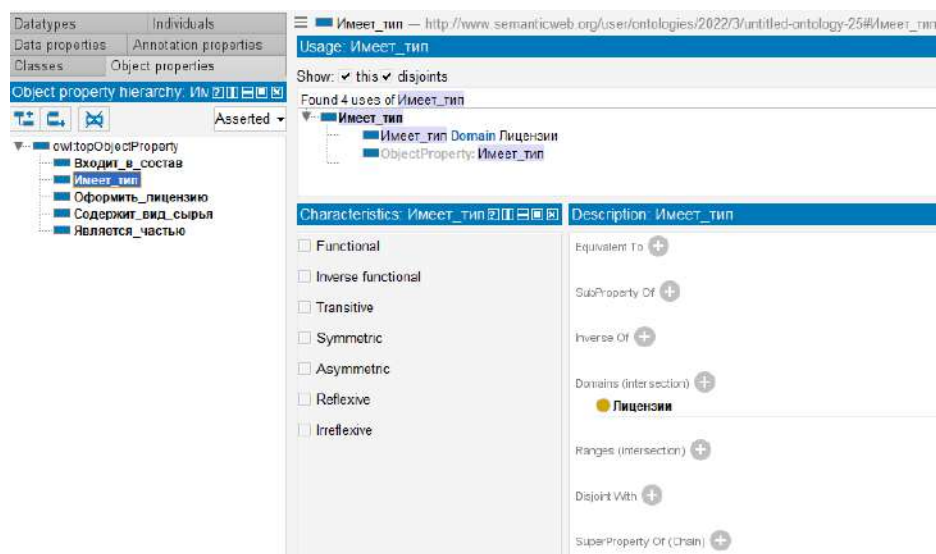 Datatypes Individuals
Data properties Annotation properties
Classes Object properties
Object property hierarchy: Им
Asserted
owl:topObjectProperty
Входит_в_состав
Имеет_тип
Оформить_лицензию
Содержит_вид_сырья
Является_частью
Имеет_тип — http://www.semanticweb.org/user/ontologies/2022/3/untitled-ontology-25#Имеет_тип
Usage: Имеет_тип
Show: this disjoints
Found 4 uses of Имеет_тип
Имеет_тип
Имеет_тип Domain Лицензии
ObjectProperty: Имеет_тип
Characteristics: Имеет_тип
Functional
Inverse functional
Transitive
Symmetric
Asymmetric
Reflexive
Irreflexive
Description: Имеет_тип
Equivalent To
SubProperty Of
Inverse Of
Domains (intersection)
Лицензии
Ranges (intersection)
Disjoint With
SuperProperty Of (Chain)